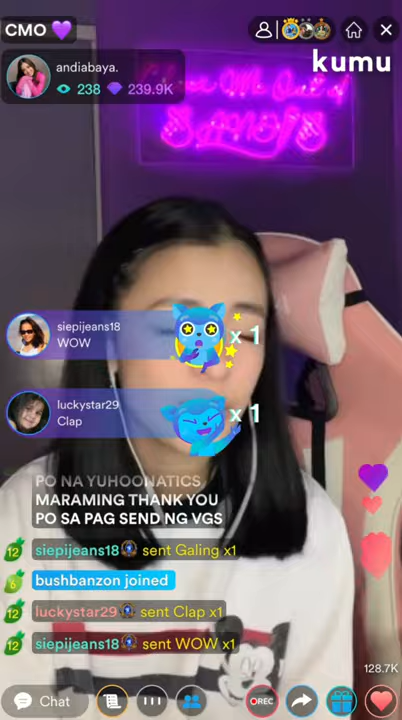 CMO 💜
kumu
andiabaya.
238 239.9K
siepijeans18
WOW
x 1
luckystar29
Clap
x 1
PO NA YUHOONATICS
MARAMING THANK YOU
PO SA PAG SEND NG VGS
12 siepijeans18 sent Galing x1
6 bushbanzon joined
12 luckystar29 sent Clap x1
12 siepijeans18 sent WOW x1
128.7K
Chat
REC